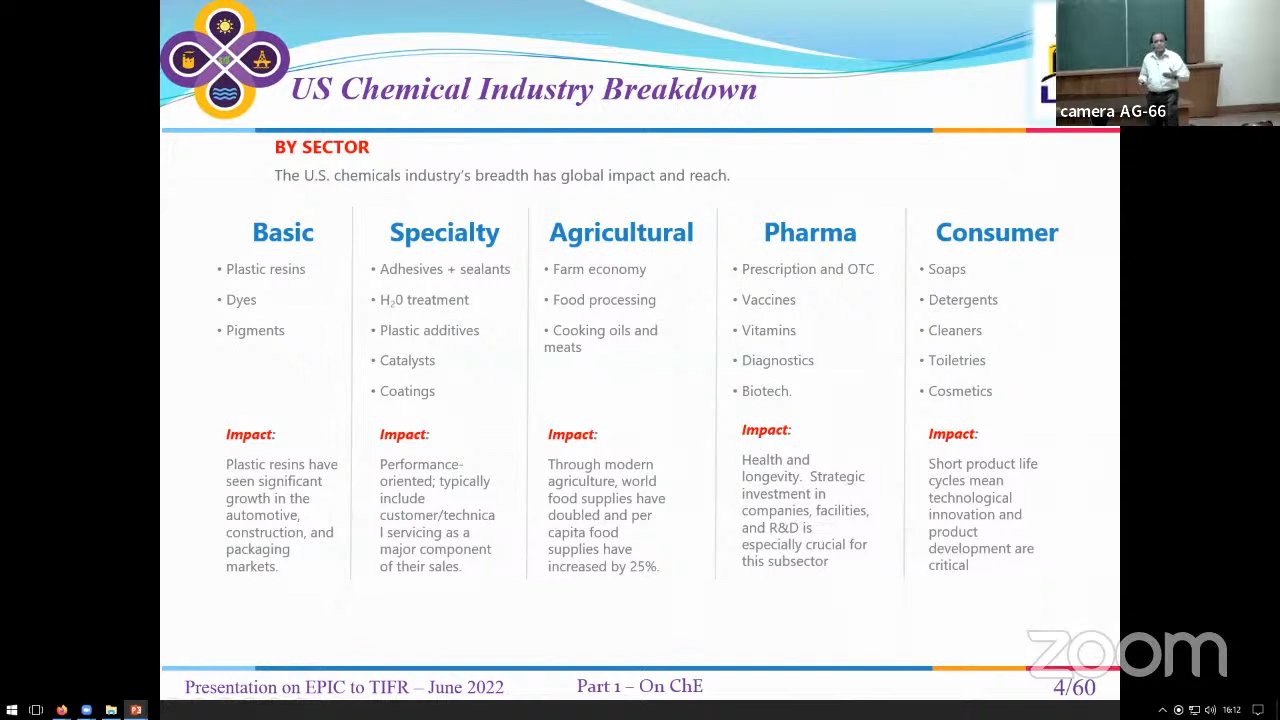 US Chemical Industry Breakdown
camera AG-66
BY SECTOR
The U.S. chemicals industry's breadth has global impact and reach.
Basic
• Plastic resins
• Dyes
• Pigments
Impact:
Plastic resins have
seen significant
growth in the
automotive,
construction, and
packaging
markets.
Specialty
• Adhesives + sealants
• H₂0 treatment
• Plastic additives
• Catalysts
• Coatings
Impact:
Performance-
oriented; typically
include
customer/technica
l servicing as a
major component
of their sales.
Agricultural
• Farm economy
• Food processing
• Cooking oils and
meats
Impact:
Through modern
agriculture, world
food supplies have
doubled and per
capita food
supplies have
increased by 25%.
Pharma
• Prescription and OTC
• Vaccines
• Vitamins
• Diagnostics
• Biotech.
Impact:
Health and
longevity. Strategic
investment in
companies, facilities,
and R&D is
especially crucial for
this subsector
Consumer
• Soaps
• Detergents
• Cleaners
• Toiletries
• Cosmetics
Impact:
Short product life
cycles mean
technological
innovation and
product
development are
critical
zoom
Presentation on EPIC to TIFR – June 2022
Part 1 – On ChE
4/60
16:12